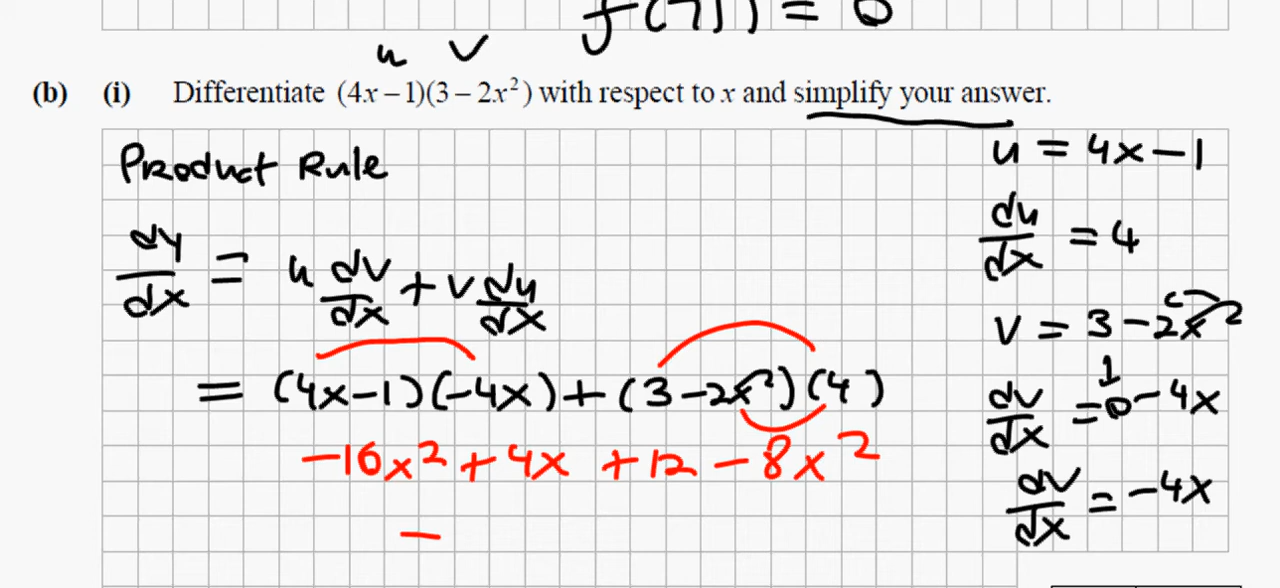 f(7)) = 0
u v
(b) (i) Differentiate (4x – 1)(3 – 2x²) with respect to x and simplify your answer.
Product Rule
dy/dx = u dv/dx + v du/dx
= (4x-1)(-4x) + (3-2x²)(4)
-16x² + 4x + 12 - 8x²
-
u = 4x-1
du/dx = 4
v = 3-2x²
dv/dx = 0-4x
dv/dx = -4x